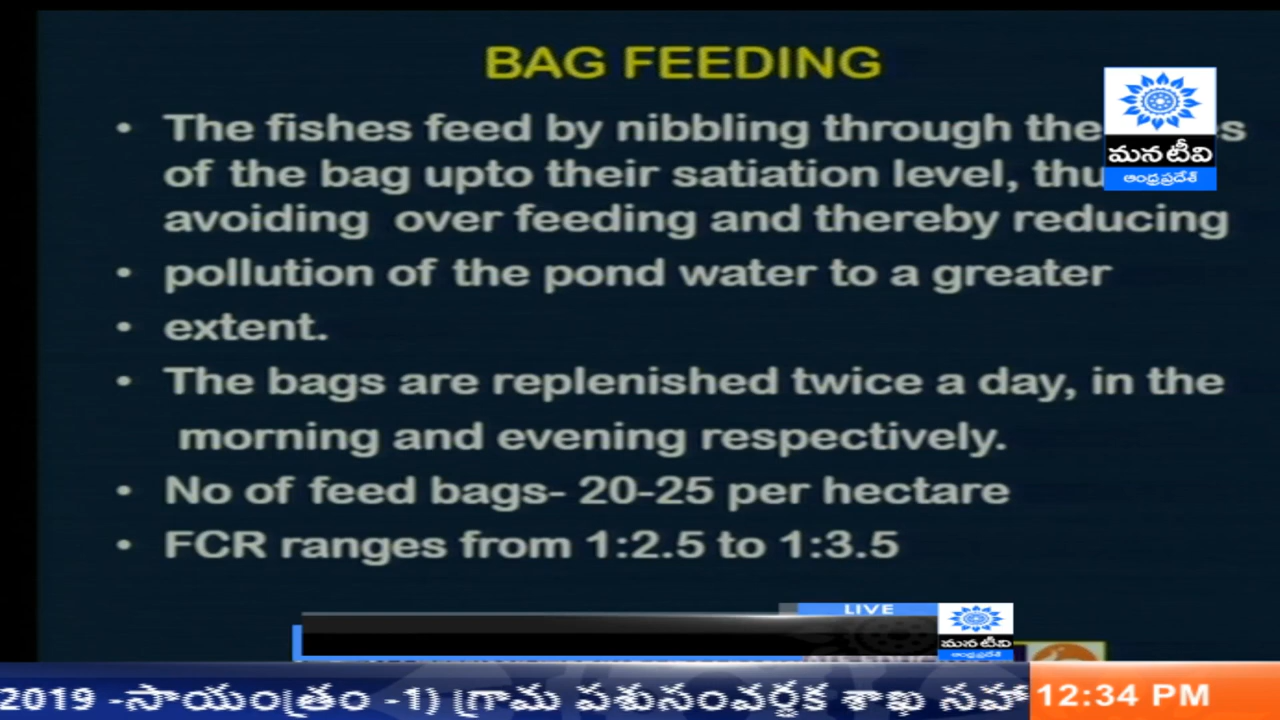 BAG FEEDING
• The fishes feed by nibbling through the
of the bag upto their satiation level,
avoiding over feeding and thereby reducing
• pollution of the pond water to a greater
• extent.
• The bags are replenished twice a day, in the
morning and evening respectively.
• No of feed bags- 20-25 per hectare
• FCR ranges from 1:2.5 to 1:3.5
మన టీవి
ఆంధ్రప్రదేశ్
LIVE
మన టీవి
ఆంధ్రప్రదేశ్
2019 -సాయంత్రం -1) గ్రామ పశుసంవర్ధక శాఖ సహా
12:34 PM